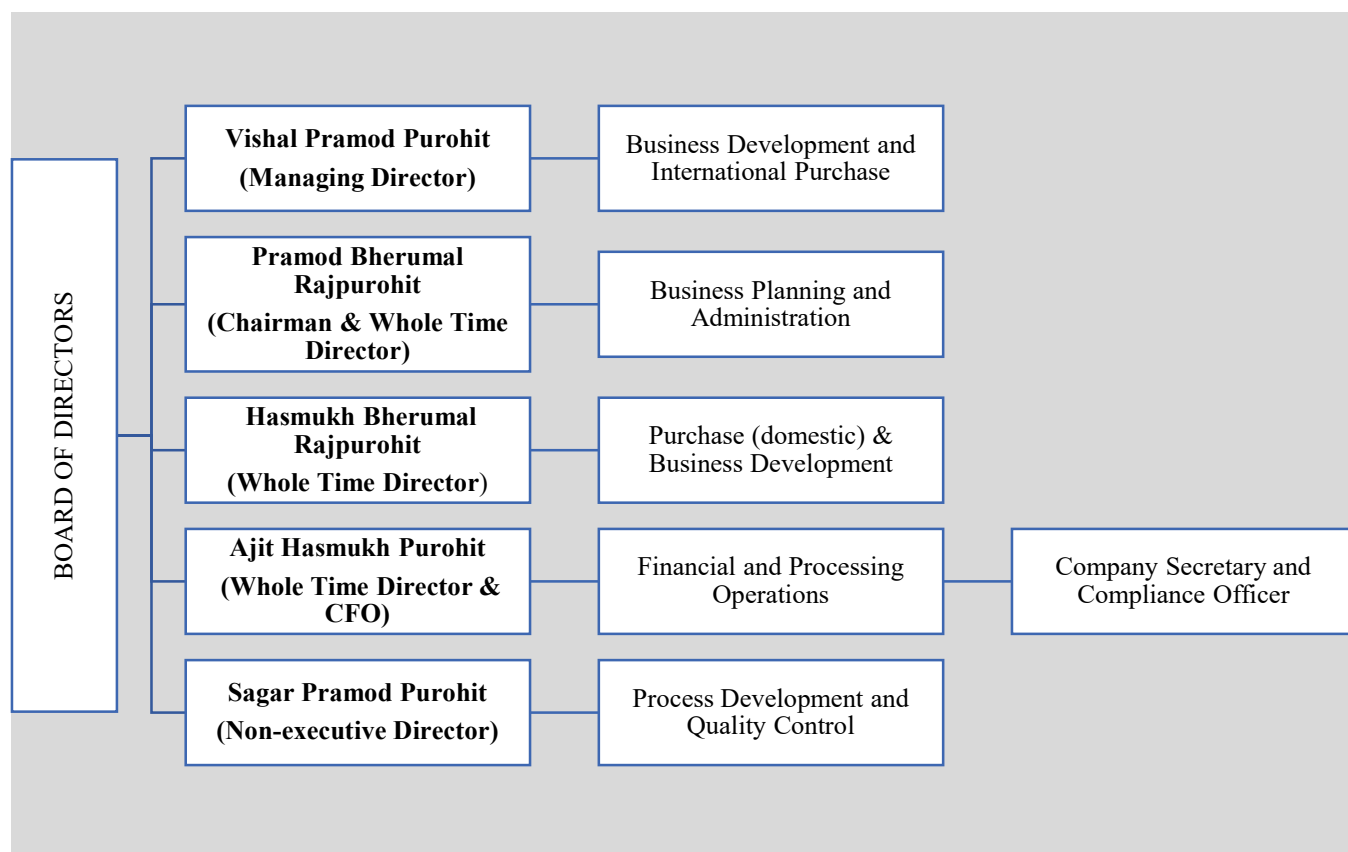 BOARD OF DIRECTORS
Vishal Pramod Purohit
(Managing Director)
Business Development and
International Purchase
Pramod Bherumal
Rajpurohit
(Chairman & Whole Time
Director)
Business Planning and
Administration
Hasmukh Bherumal
Rajpurohit
(Whole Time Director)
Purchase (domestic) &
Business Development
Ajit Hasmukh Purohit
(Whole Time Director &
CFO)
Financial and Processing
Operations
Company Secretary and
Compliance Officer
Sagar Pramod Purohit
(Non-executive Director)
Process Development and
Quality Control